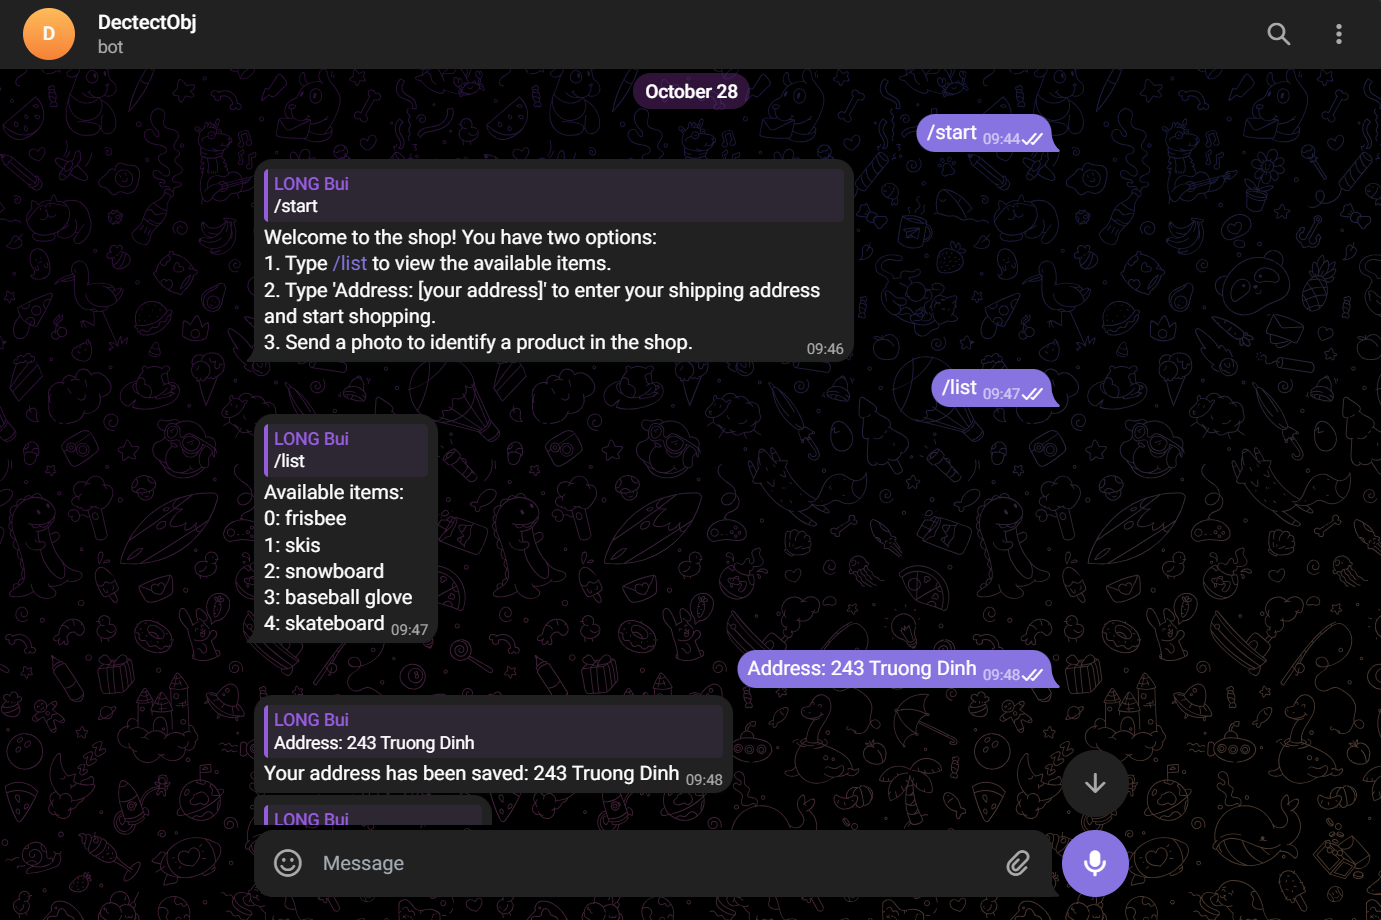 D
DectectObj
bot
October 28
/start 09:44
LONG Bui
/start
Welcome to the shop! You have two options:
1. Type /list to view the available items.
2. Type 'Address: [your address]' to enter your shipping address
and start shopping.
3. Send a photo to identify a product in the shop.
09:46
/list 09:47
LONG Bui
/list
Available items:
0: frisbee
1: skis
2: snowboard
3: baseball glove
4: skateboard 09:47
Address: 243 Truong Dinh 09:48
LONG Bui
Address: 243 Truong Dinh
Your address has been saved: 243 Truong Dinh 09:48
LONG Bui
Message